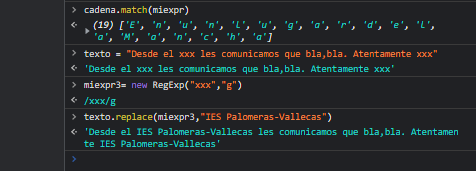 > cadena.match(miexpr)
< ▸ (19) ['E', 'n', 'u', 'n', 'L', 'u', 'g', 'a', 'r', 'd', 'e', 'L',
'a', 'M', 'a', 'n', 'c', 'h', 'a']
> texto = "Desde el xxx les comunicamos que bla,bla. Atentamente xxx"
< 'Desde el xxx les comunicamos que bla,bla. Atentamente xxx'
> miexpr3= new RegExp("xxx","g")
< /xxx/g
> texto.replace(miexpr3,"IES Palomeras-Vallecas")
< 'Desde el IES Palomeras-Vallecas les comunicamos que bla,bla. Atentamen
te IES Palomeras-Vallecas'
>